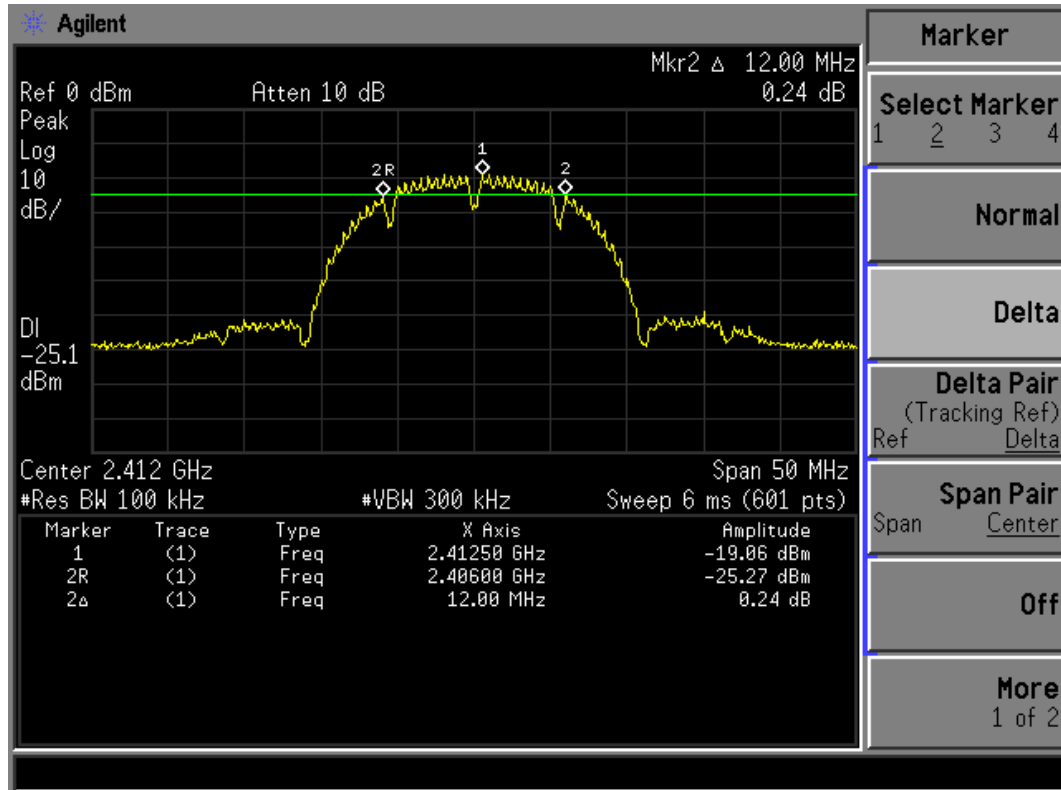 Agilent
Mkr2 Δ 12.00 MHz
Ref 0 dBm Atten 10 dB 0.24 dB
Peak
Log
10
dB/
2R
1
2
DI
-25.1
dBm
Center 2.412 GHz Span 50 MHz
#Res BW 100 kHz #VBW 300 kHz Sweep 6 ms (601 pts)
Marker Trace Type X Axis Amplitude
1 (1) Freq 2.41250 GHz -19.06 dBm
2R (1) Freq 2.40600 GHz -25.27 dBm
2Δ (1) Freq 12.00 MHz 0.24 dB
Marker
Select Marker
1 2 3 4
Normal
Delta
Delta Pair
(Tracking Ref)
Ref Delta
Span Pair
Span Center
Off
More
1 of 2